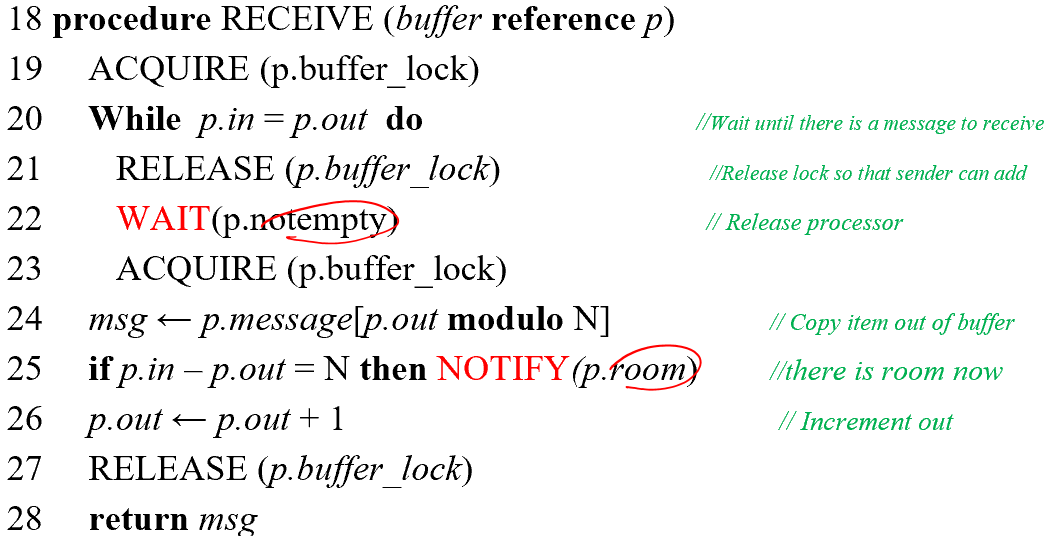 18 procedure RECEIVE (buffer reference p)
19 ACQUIRE (p.buffer_lock)
20 While p.in = p.out do //Wait until there is a message to receive
21 RELEASE (p.buffer_lock) //Release lock so that sender can add
22 WAIT(p.notempty) // Release processor
23 ACQUIRE (p.buffer_lock)
24 msg ← p.message[p.out modulo N] // Copy item out of buffer
25 if p.in – p.out = N then NOTIFY(p.room) //there is room now
26 p.out ← p.out + 1 // Increment out
27 RELEASE (p.buffer_lock)
28 return msg